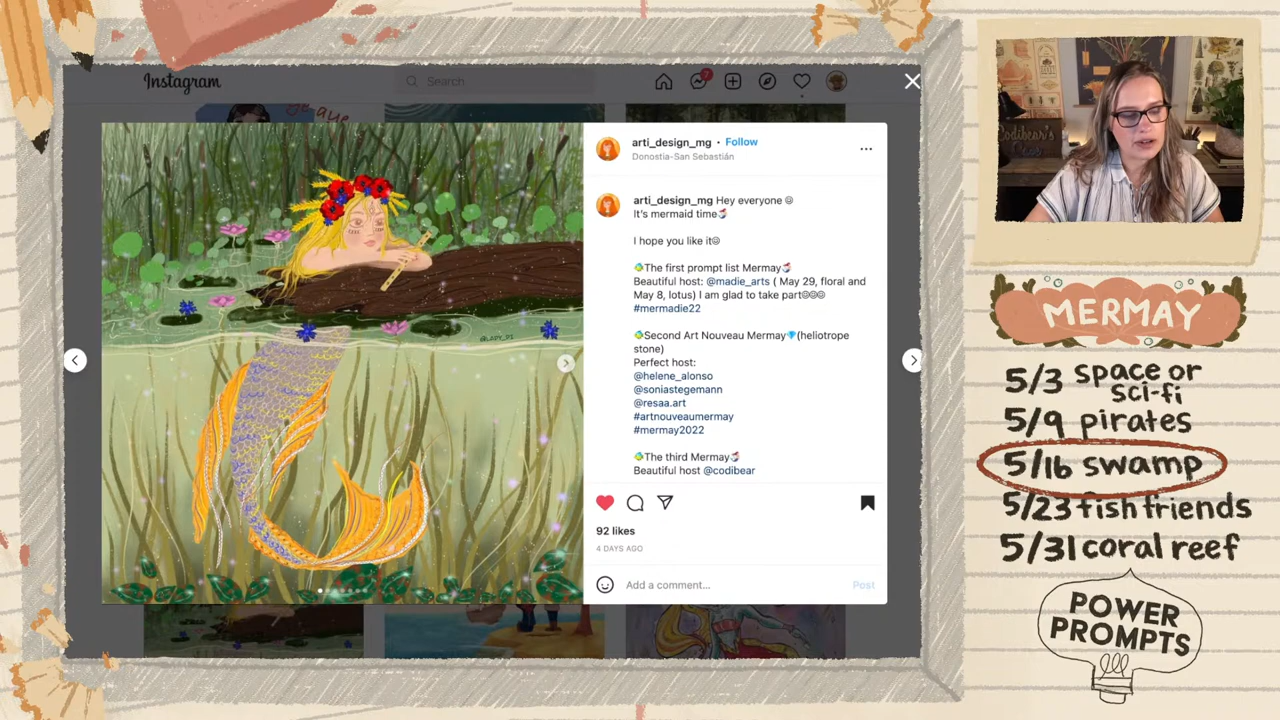 Instagram
Search
7
arti_design_mg • Follow
Donostia-San Sebastián
arti_design_mg Hey everyone
It's mermaid time
I hope you like it
The first prompt list Mermay
Beautiful host: @madie_arts ( May 29, floral and
May 8, lotus) I am glad to take part
#mermadie22
Second Art Nouveau Mermay (heliotrope
stone)
Perfect host:
@helene_alonso
@soniastegemann
@resaa.art
#artnouveaumermay
#mermay2022
The third Mermay
Beautiful host @codibear
92 likes
4 DAYS AGO
Add a comment...
Post
@LADY_DI
MERMAY
5/3 space or
sci-fi
5/9 pirates
5/16 swamp
5/23 fish friends
5/31 coral reef
POWER
PROMPTS